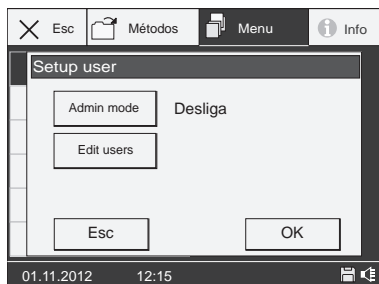 Esc Métodos Menu Info
Setup user
Admin mode Desliga
Edit users
Esc OK
01.11.2012 12:15